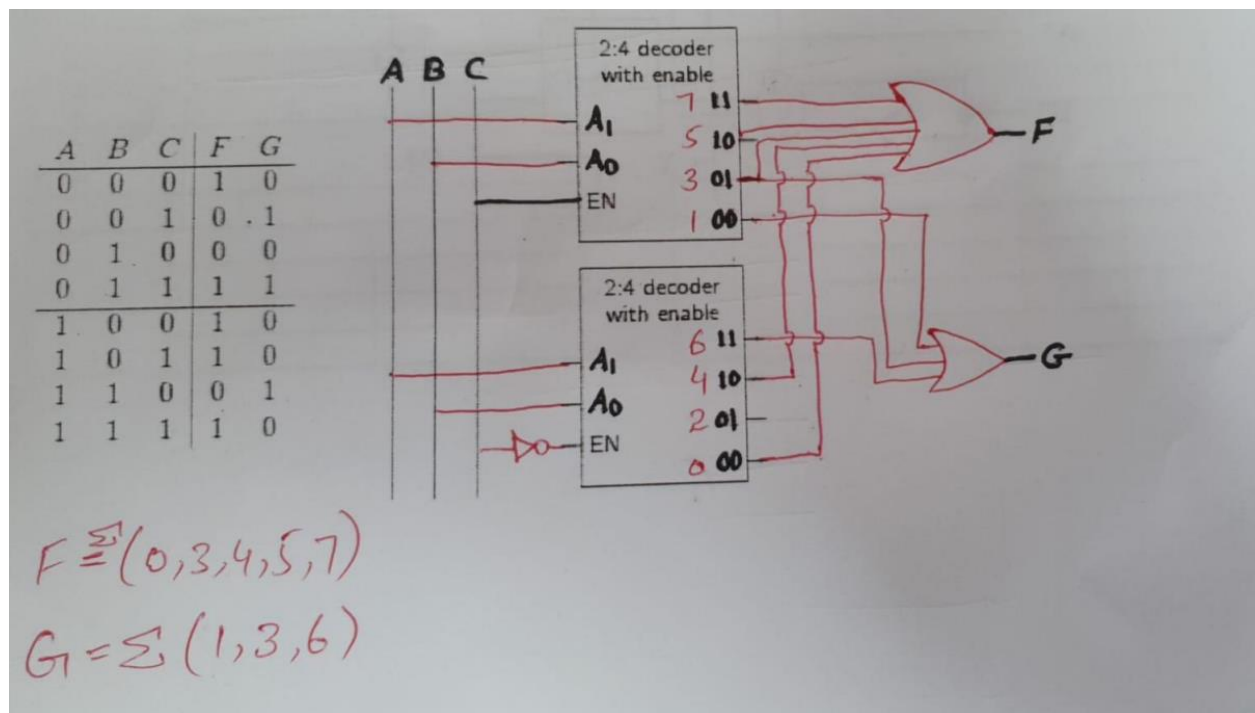 A B C F G
0 0 0 1 0
0 0 1 0 1
0 1 0 0 0
0 1 1 1 1
1 0 0 1 0
1 0 1 1 0
1 1 0 0 1
1 1 1 1 0
A B C
2:4 decoder
with enable
7 11
A1
5 10
A0
3 01
EN
1 00
F
2:4 decoder
with enable
6 11
A1
4 10
A0
2 01
EN
0 00
G
F = Σ(0,3,4,5,7)
G = Σ(1,3,6)